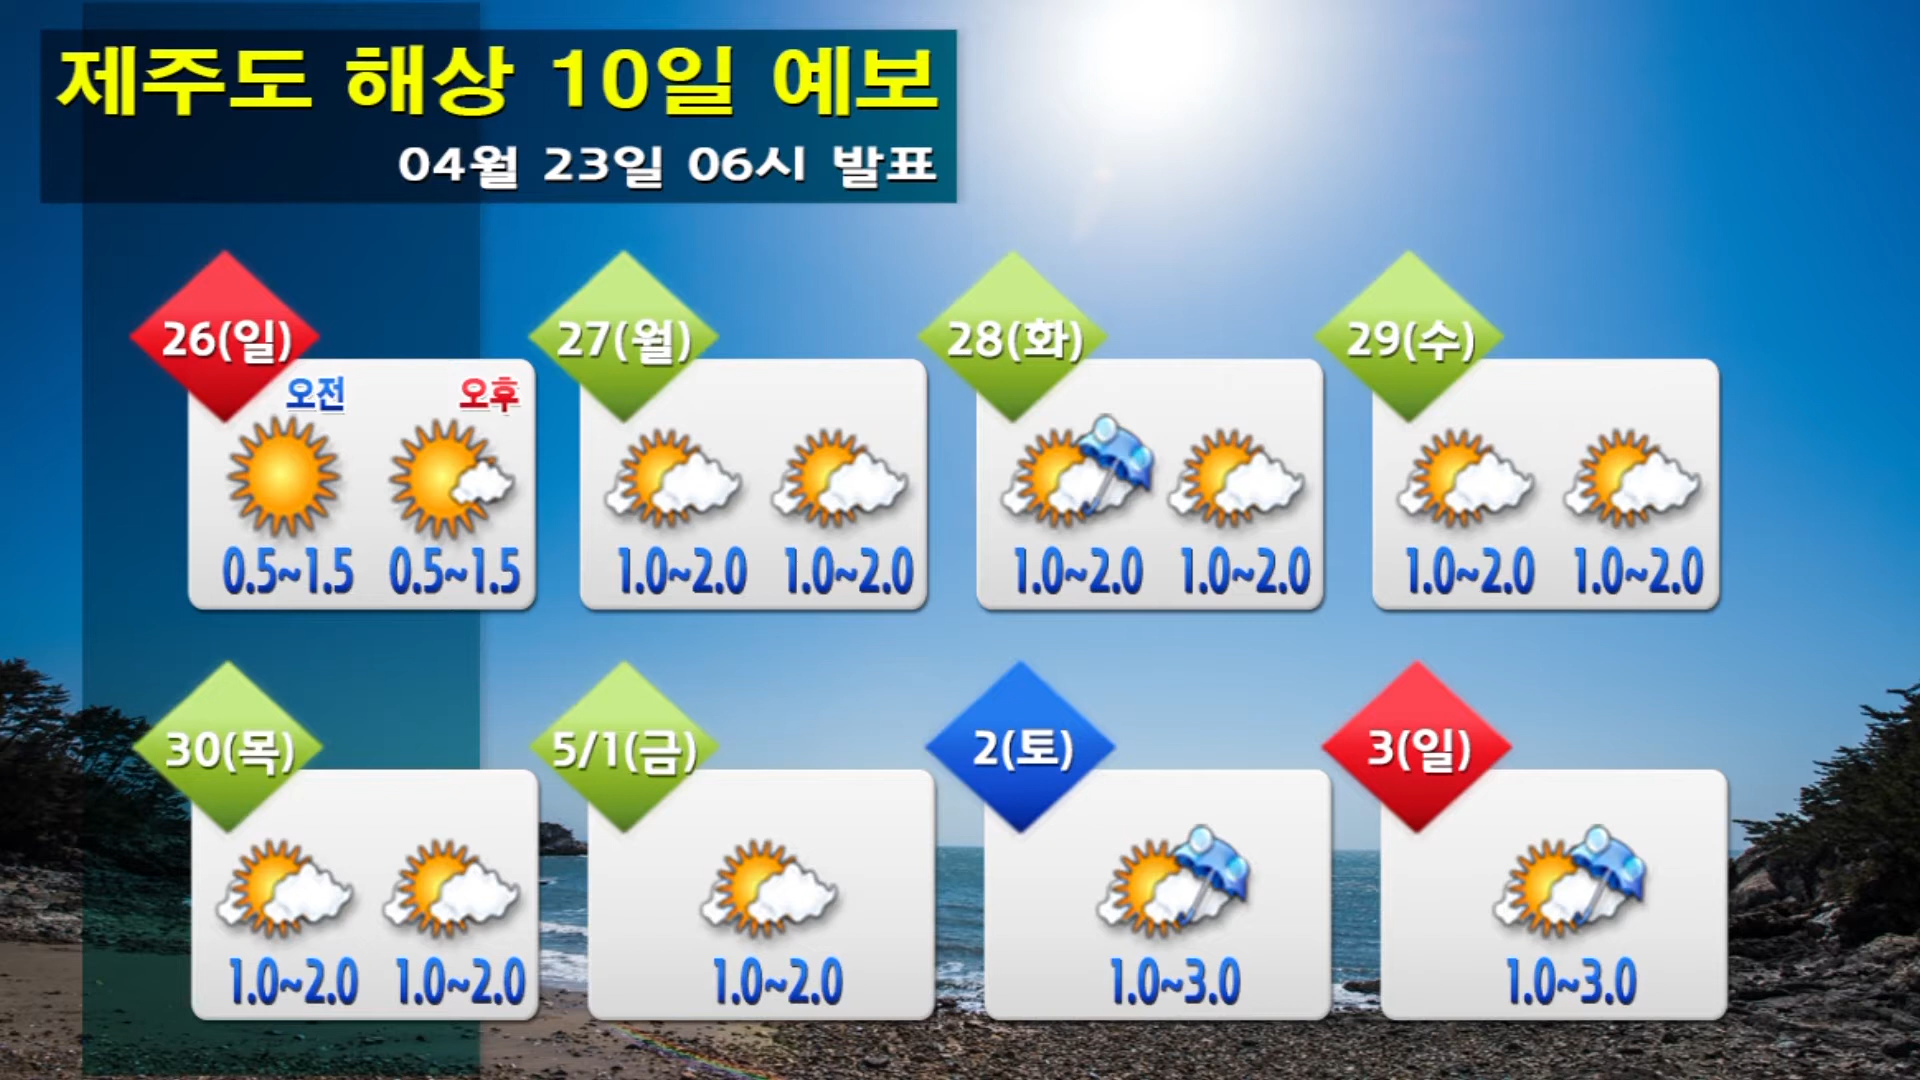 제주도 해상 10일 예보
04월 23일 06시 발표
26(일) 27(월) 28(화) 29(수)
오전 오후
0.5~1.5 0.5~1.5 1.0~2.0 1.0~2.0 1.0~2.0 1.0~2.0 1.0~2.0 1.0~2.0
30(목) 5/1(금) 2(토) 3(일)
1.0~2.0 1.0~2.0 1.0~2.0 1.0~3.0 1.0~3.0